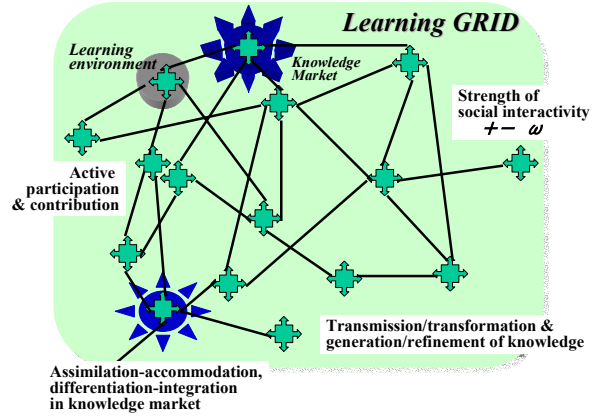 Learning GRID
Learning
environment
Knowledge
Market
Strength of
social interactivity
+− ω
Active
participation
& contribution
Transmission/transformation &
generation/refinement of knowledge
Assimilation-accommodation,
differentiation-integration
in knowledge market